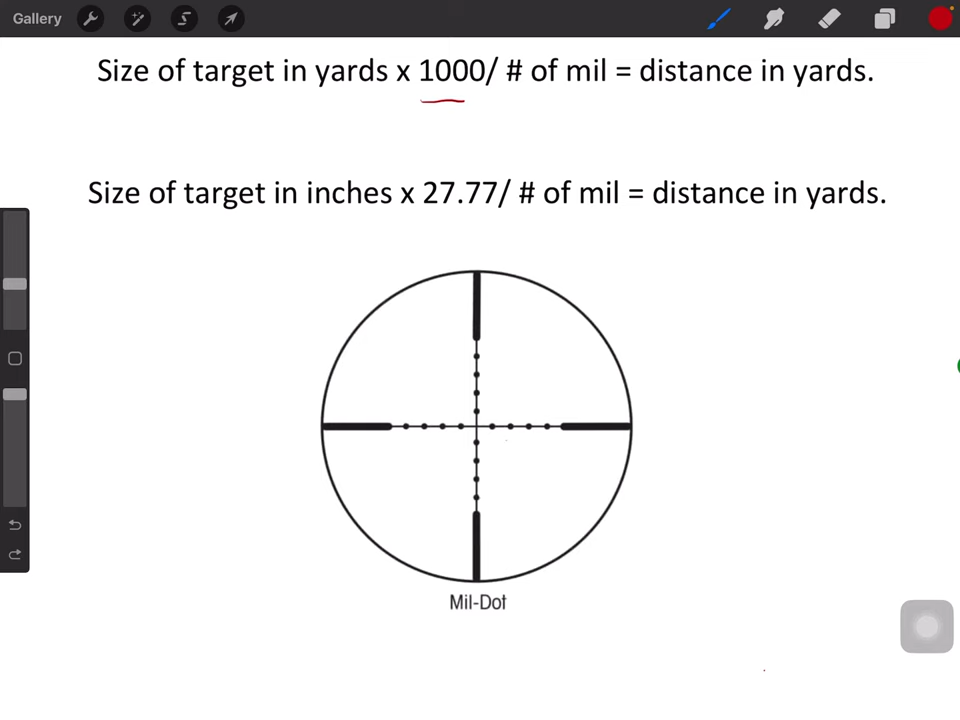 Gallery
Size of target in yards x 1000/ # of mil = distance in yards.
Size of target in inches x 27.77/ # of mil = distance in yards.
Mil-Dot